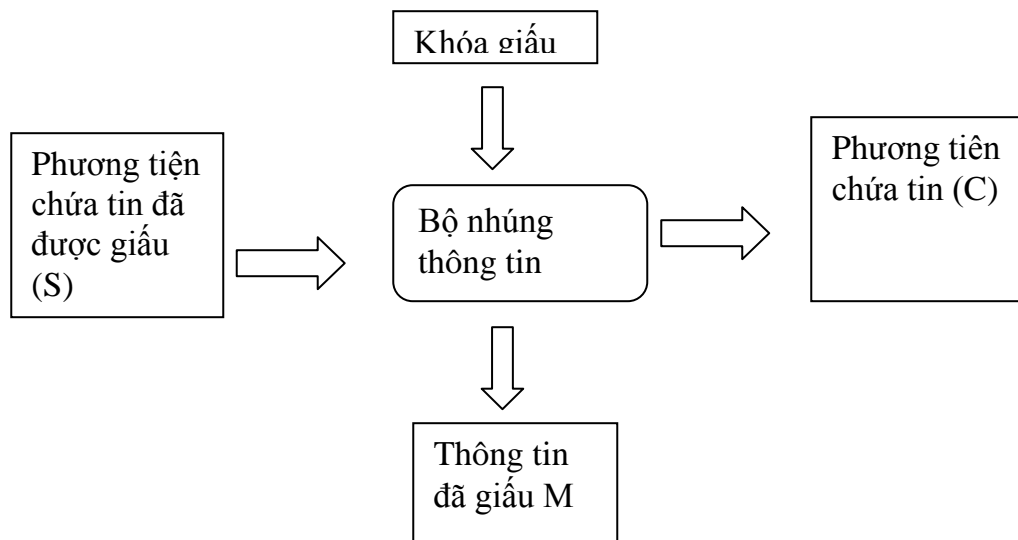 Khóa giấu
Phương tiện
chứa tin đã
được giấu
(S)
Bộ nhúng
thông tin
Phương tiên
chứa tin (C)
Thông tin
đã giấu M